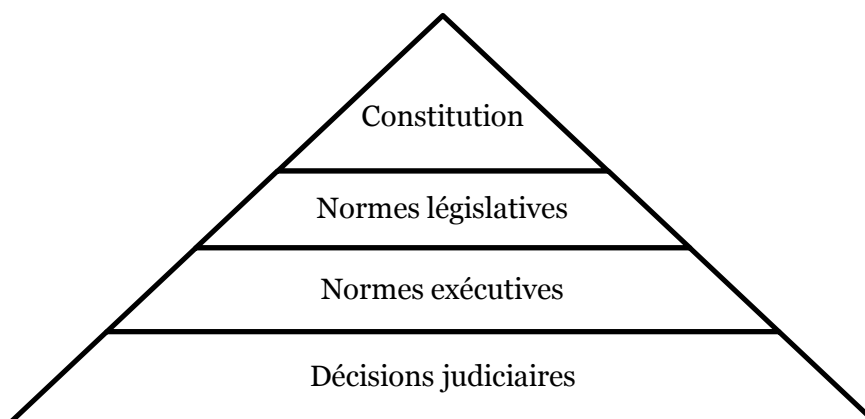 Constitution
Normes législatives
Normes exécutives
Décisions judiciaires